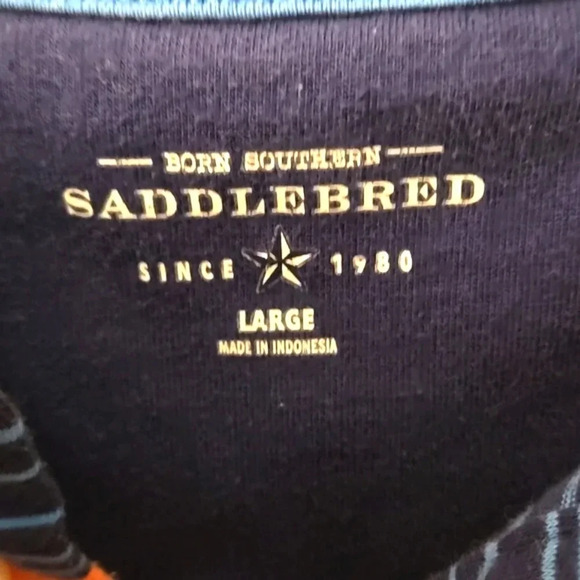 BORN SOUTHERN
SADDLEBRED
SINCE 1980
LARGE
MADE IN INDONESIA